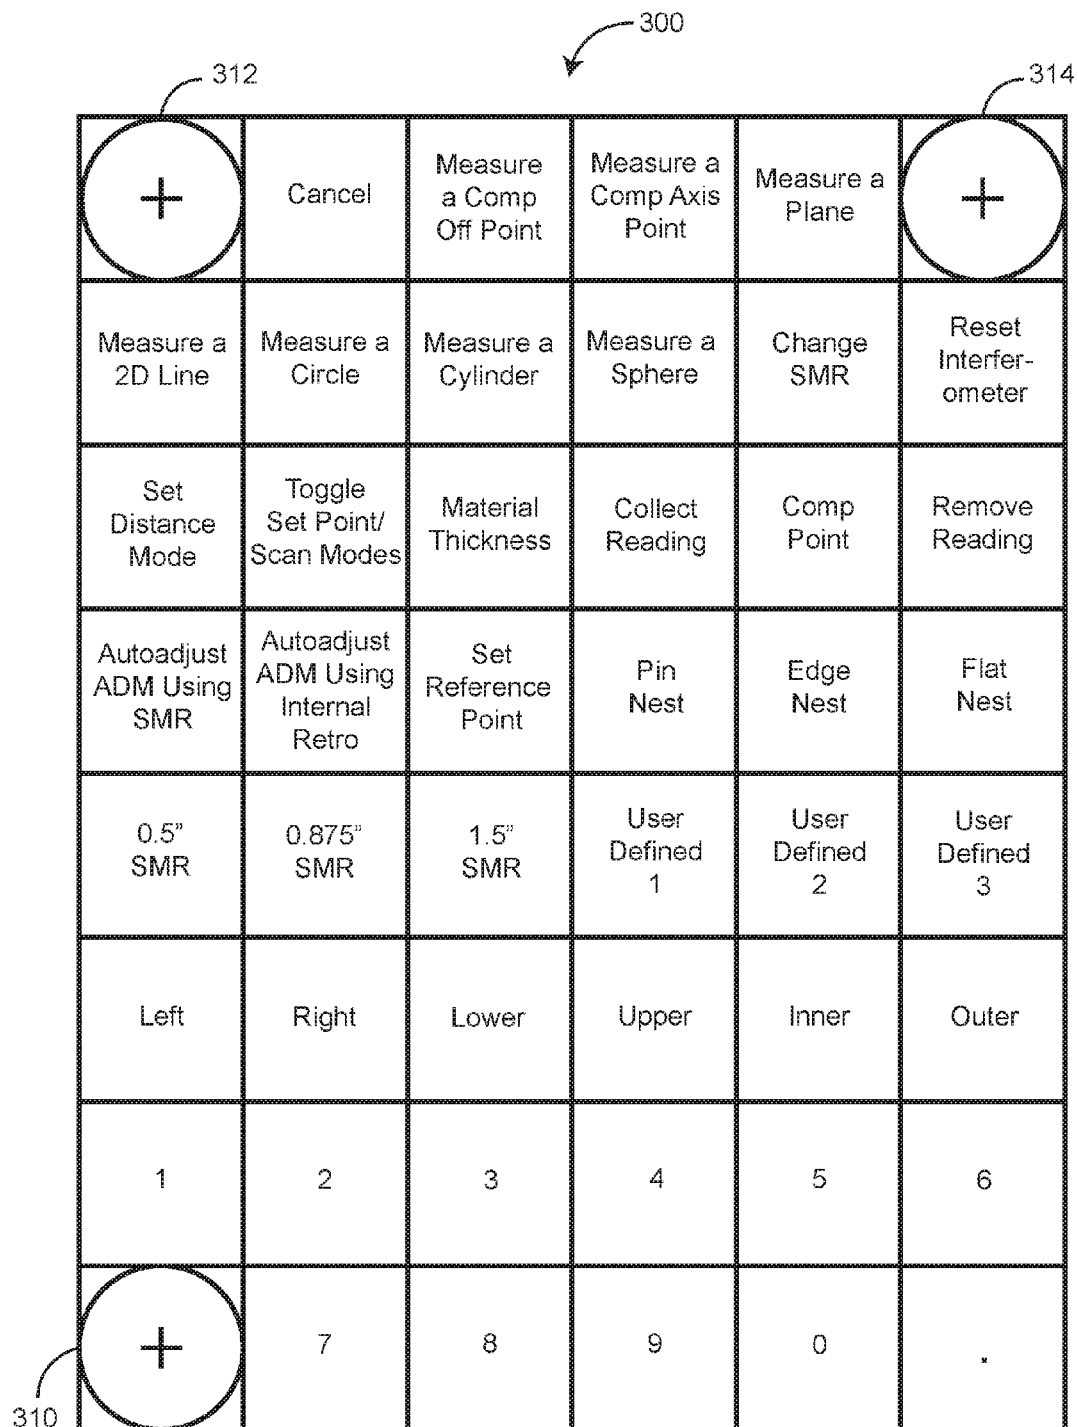 300
312
314
+
Cancel
Measure
a Comp
Off Point
Measure a
Comp Axis
Point
Measure a
Plane
+
Measure a
2D Line
Measure a
Circle
Measure a
Cylinder
Measure a
Sphere
Change
SMR
Reset
Interfer-
ometer
Set
Distance
Mode
Toggle
Set Point/
Scan Modes
Material
Thickness
Collect
Reading
Comp
Point
Remove
Reading
Autoadjust
ADM Using
SMR
Autoadjust
ADM Using
Internal
Retro
Set
Reference
Point
Pin
Nest
Edge
Nest
Flat
Nest
0.5”
SMR
0.875”
SMR
1.5”
SMR
User
Defined
1
User
Defined
2
User
Defined
3
Left
Right
Lower
Upper
Inner
Outer
1
2
3
4
5
6
+
7
8
9
0
.
310